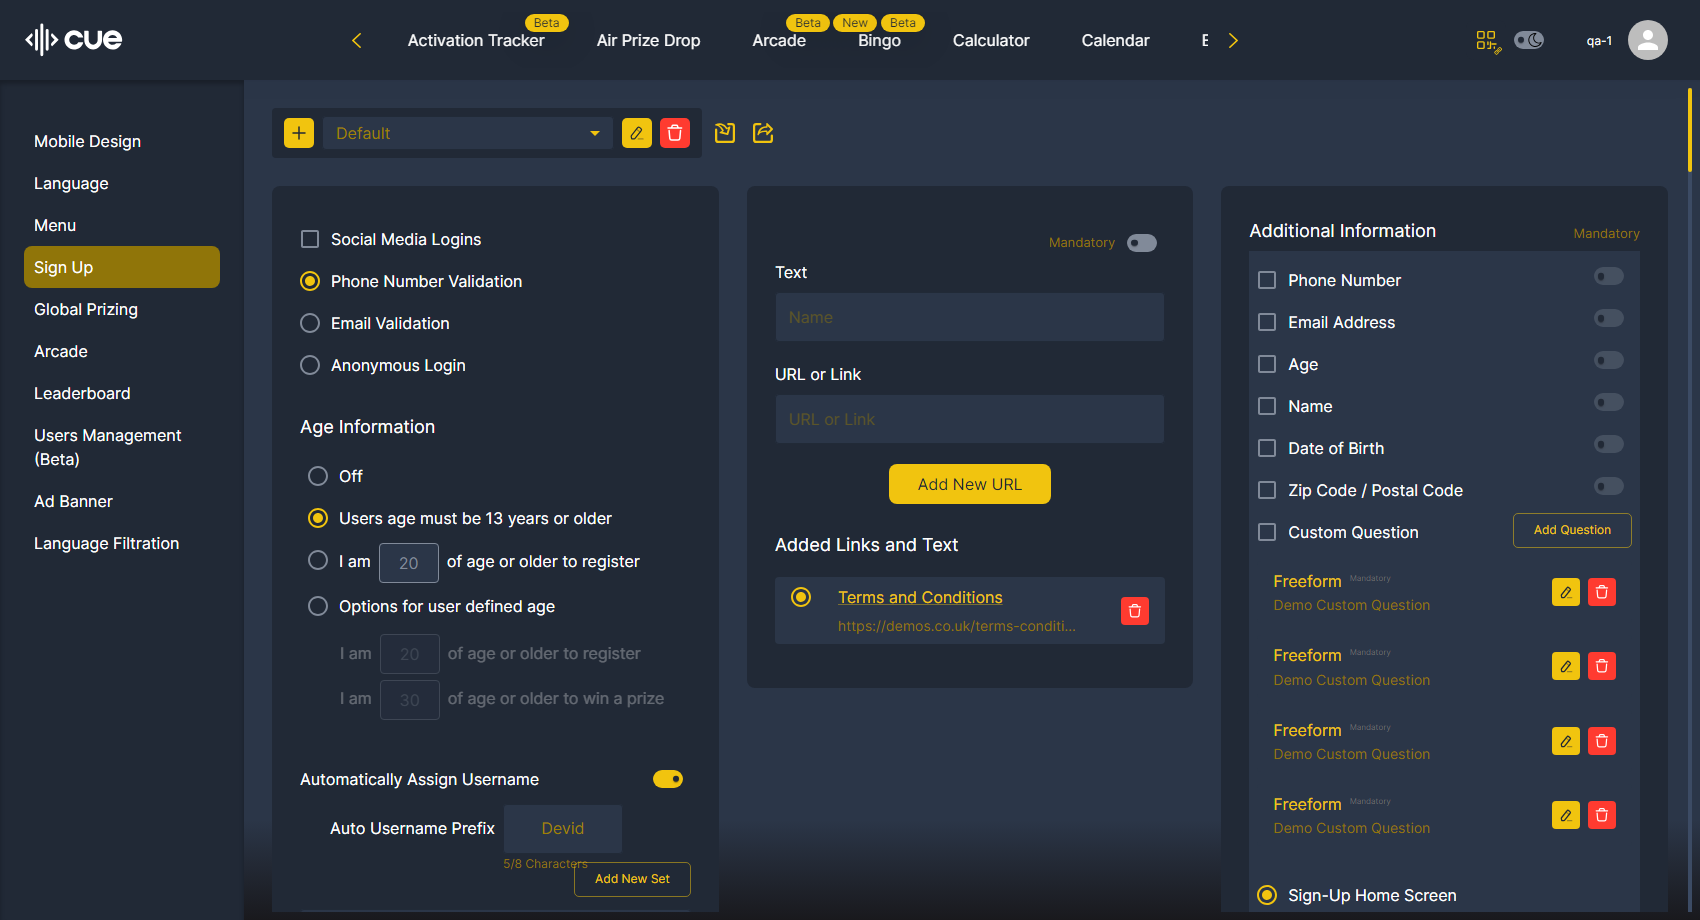 cue
Activation Tracker
Beta
Air Prize Drop
Arcade
Beta
New
Bingo
Beta
Calculator
Calendar
qa-1
Mobile Design
Language
Menu
Sign Up
Global Prizing
Arcade
Leaderboard
Users Management
(Beta)
Ad Banner
Language Filtration
Default
Social Media Logins
Phone Number Validation
Email Validation
Anonymous Login
Age Information
Off
Users age must be 13 years or older
I am 20 of age or older to register
Options for user defined age
I am 20 of age or older to register
I am 30 of age or older to win a prize
Automatically Assign Username
Auto Username Prefix Devid
5/8 Characters
Add New Set
Mandatory
Text
Name
URL or Link
URL or Link
Add New URL
Added Links and Text
Terms and Conditions
https://demos.co.uk/terms-conditi...
Additional Information Mandatory
Phone Number
Email Address
Age
Name
Date of Birth
Zip Code / Postal Code
Custom Question Add Question
Freeform Mandatory
Demo Custom Question
Freeform Mandatory
Demo Custom Question
Freeform Mandatory
Demo Custom Question
Freeform Mandatory
Demo Custom Question
Sign-Up Home Screen